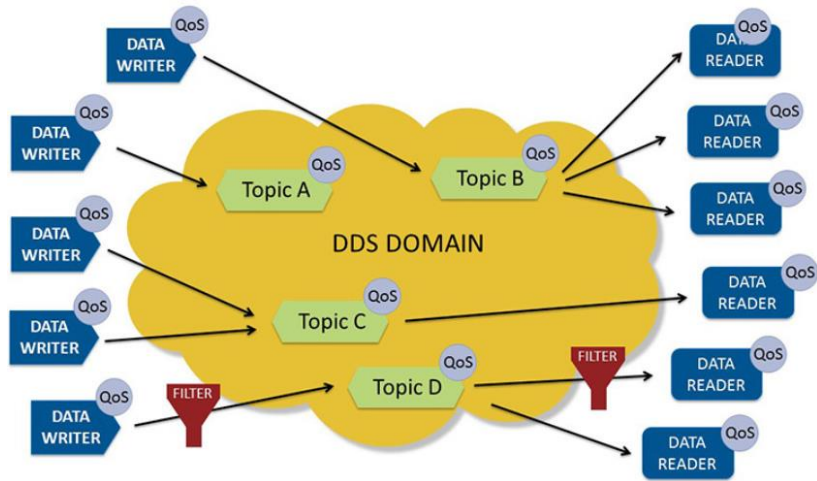 QoS
DATA
WRITER
QoS
DATA
READER
QoS
DATA
WRITER
QoS
DATA
READER
QoS
Topic A
QoS
Topic B
QoS
DATA
READER
QoS
DATA
WRITER
DDS DOMAIN
QoS
DATA
READER
QoS
DATA
WRITER
QoS
Topic C
FILTER
QoS
DATA
READER
QoS
DATA
WRITER
FILTER
QoS
Topic D
QoS
DATA
READER